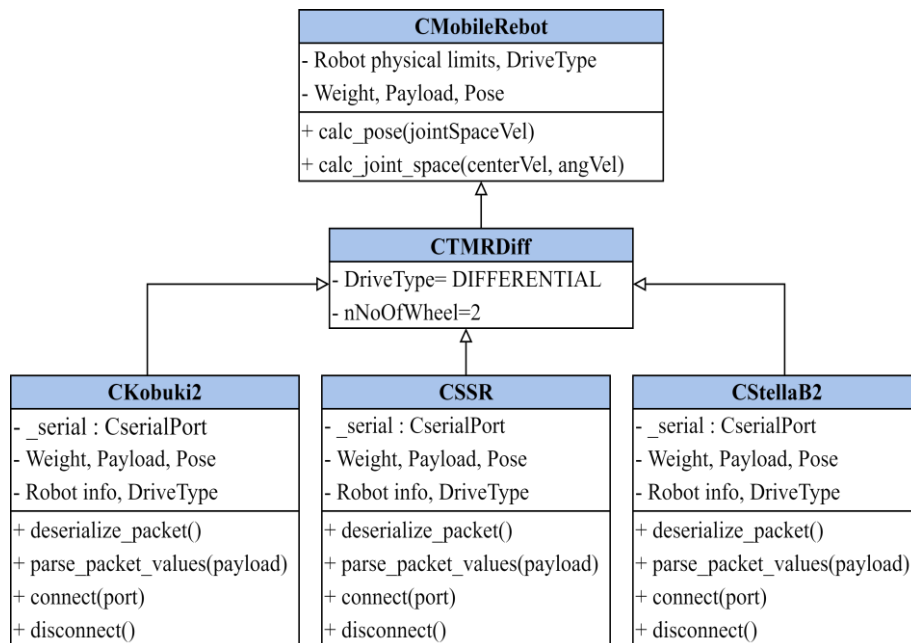 CMobileRebot
- Robot physical limits, DriveType
- Weight, Payload, Pose
+ calc_pose(jointSpaceVel)
+ calc_joint_space(centerVel, angVel)
CTMRDiff
- DriveType= DIFFERENTIAL
- nNoOfWheel=2
CKobuki2
- _serial : CserialPort
- Weight, Payload, Pose
- Robot info, DriveType
+ deserialize_packet()
+ parse_packet_values(payload)
+ connect(port)
+ disconnect()
CSSR
- _serial : CserialPort
- Weight, Payload, Pose
- Robot info, DriveType
+ deserialize_packet()
+ parse_packet_values(payload)
+ connect(port)
+ disconnect()
CStellaB2
- _serial : CserialPort
- Weight, Payload, Pose
- Robot info, DriveType
+ deserialize_packet()
+ parse_packet_values(payload)
+ connect(port)
+ disconnect()